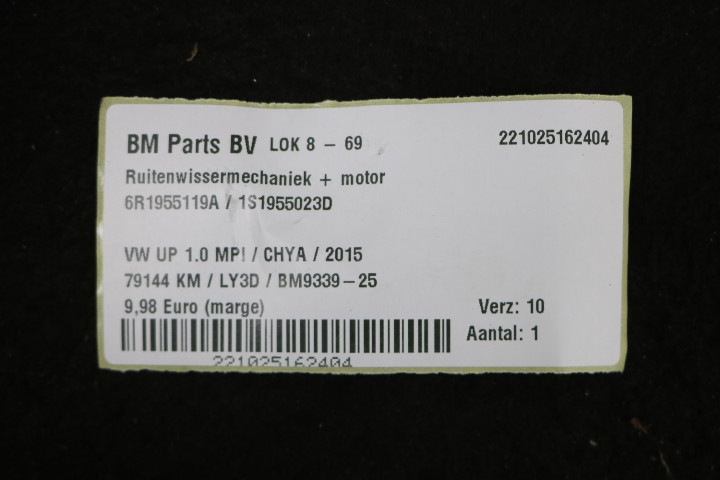 BM Parts BV LOK 8 - 69
221025162404
Ruitenwissermechaniek + motor
6R1955119A / 1S1955023D
VW UP 1.0 MPI / CHYA / 2015
79144 KM / LY3D / BM9339-25
9,98 Euro (marge)
Verz: 10
Aantal: 1
221025162404